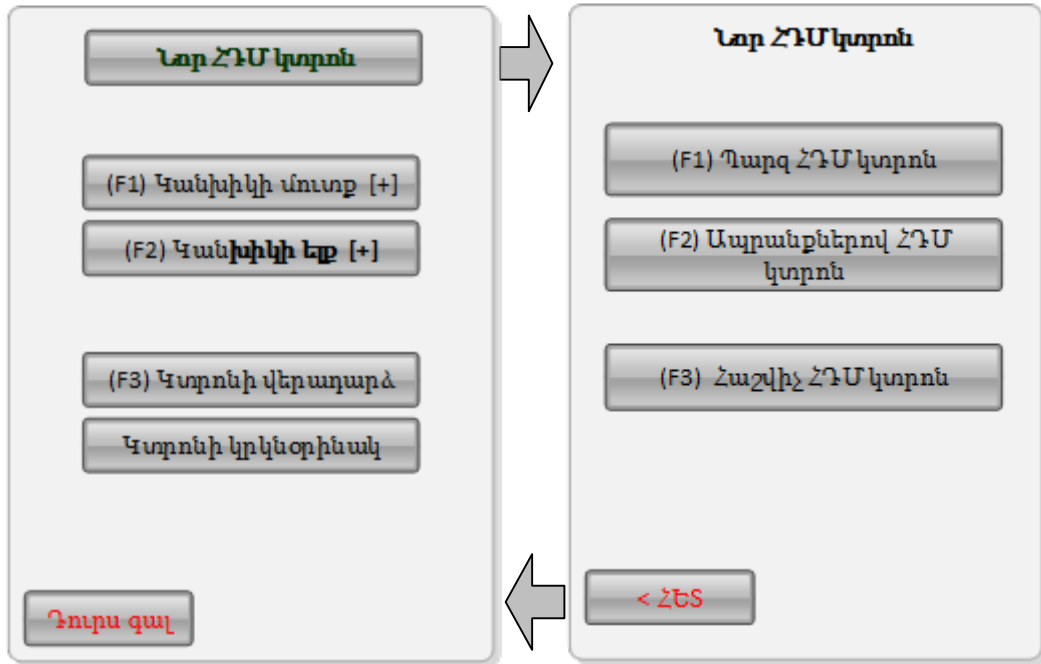 Նոր ՀԴՄ կտրոն
(F1) Կանխիկի մուտք [+]
(F2) Կանխիկի ելք [+]
(F3) Կտրոնի վերադարձ
Կտրոնի կրկնօրինակ
Դուրս գալ
Նոր ՀԴՄ կտրոն
(F1) Պարզ ՀԴՄ կտրոն
(F2) Ապրանքներով ՀԴՄ
կտրոն
(F3) Հաշվիչ ՀԴՄ կտրոն
< ՀԵՏ